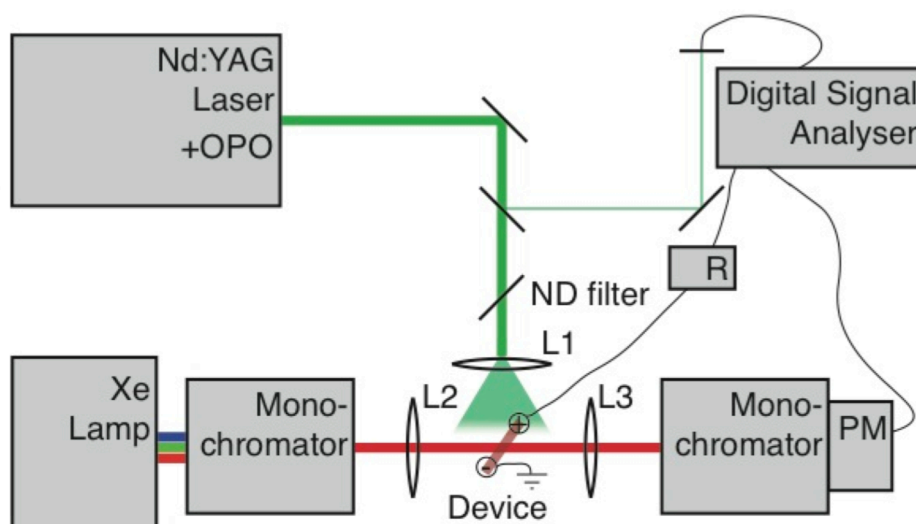 Nd:YAG
Laser
+OPO
Digital Signal
Analyser
R
ND filter
L1
Xe
Lamp
Mono-
chromator
L2
L3
Mono-
chromator
PM
+
-
Device